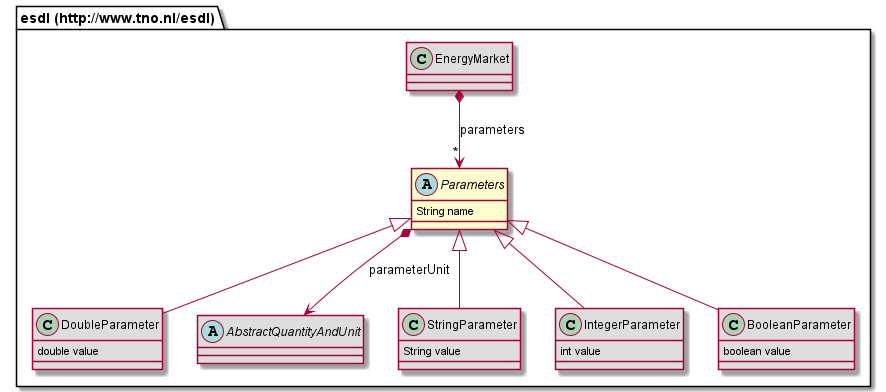 esdl (http://www.tno.nl/esdl)
C EnergyMarket
parameters
*
A Parameters
String name
parameterUnit
C DoubleParameter
double value
A AbstractQuantityAndUnit
C StringParameter
String value
C IntegerParameter
int value
C BooleanParameter
boolean value